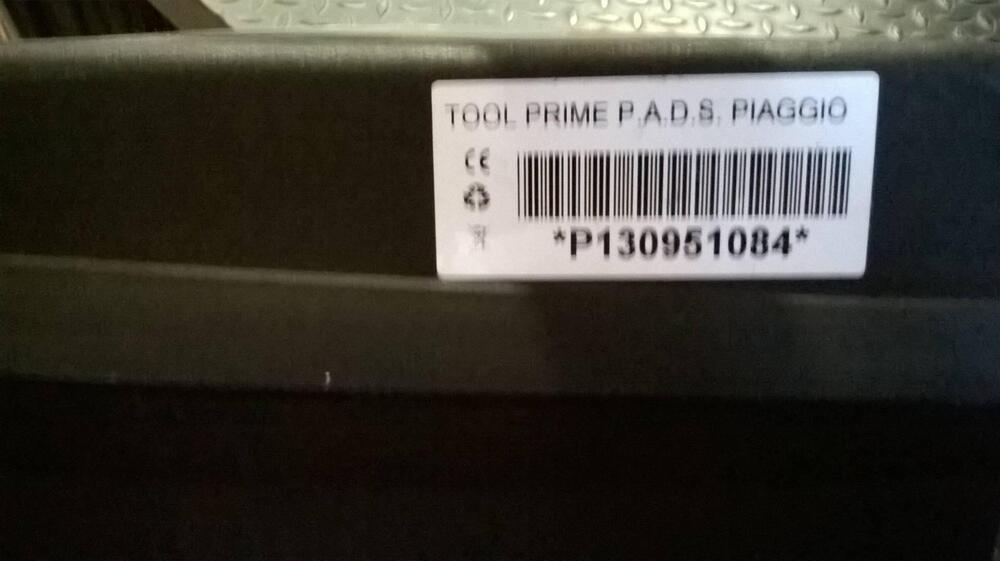 TOOL PRIME P.A.D.S. PIAGGIO
CE
*P130951084*